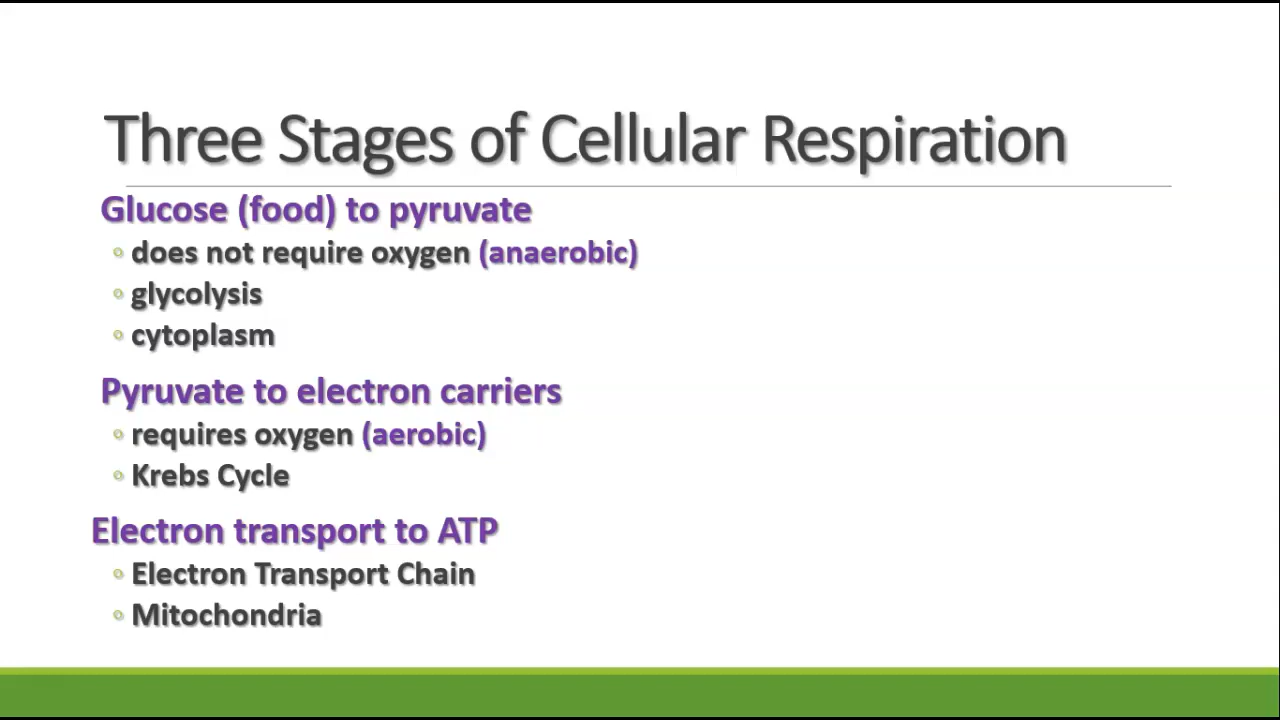 Three Stages of Cellular Respiration
Glucose (food) to pyruvate
◦ does not require oxygen (anaerobic)
◦ glycolysis
◦ cytoplasm
Pyruvate to electron carriers
◦ requires oxygen (aerobic)
◦ Krebs Cycle
Electron transport to ATP
◦ Electron Transport Chain
◦ Mitochondria